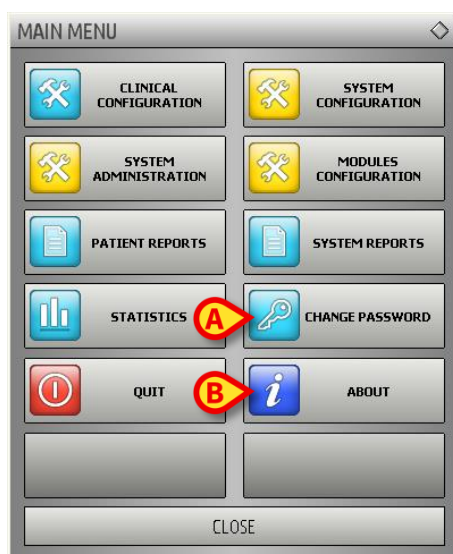 MAIN MENU
CLINICAL
CONFIGURATION
SYSTEM
CONFIGURATION
SYSTEM
ADMINISTRATION
MODULES
CONFIGURATION
PATIENT REPORTS
SYSTEM REPORTS
STATISTICS
A
CHANGE PASSWORD
QUIT
B
i
ABOUT
CLOSE